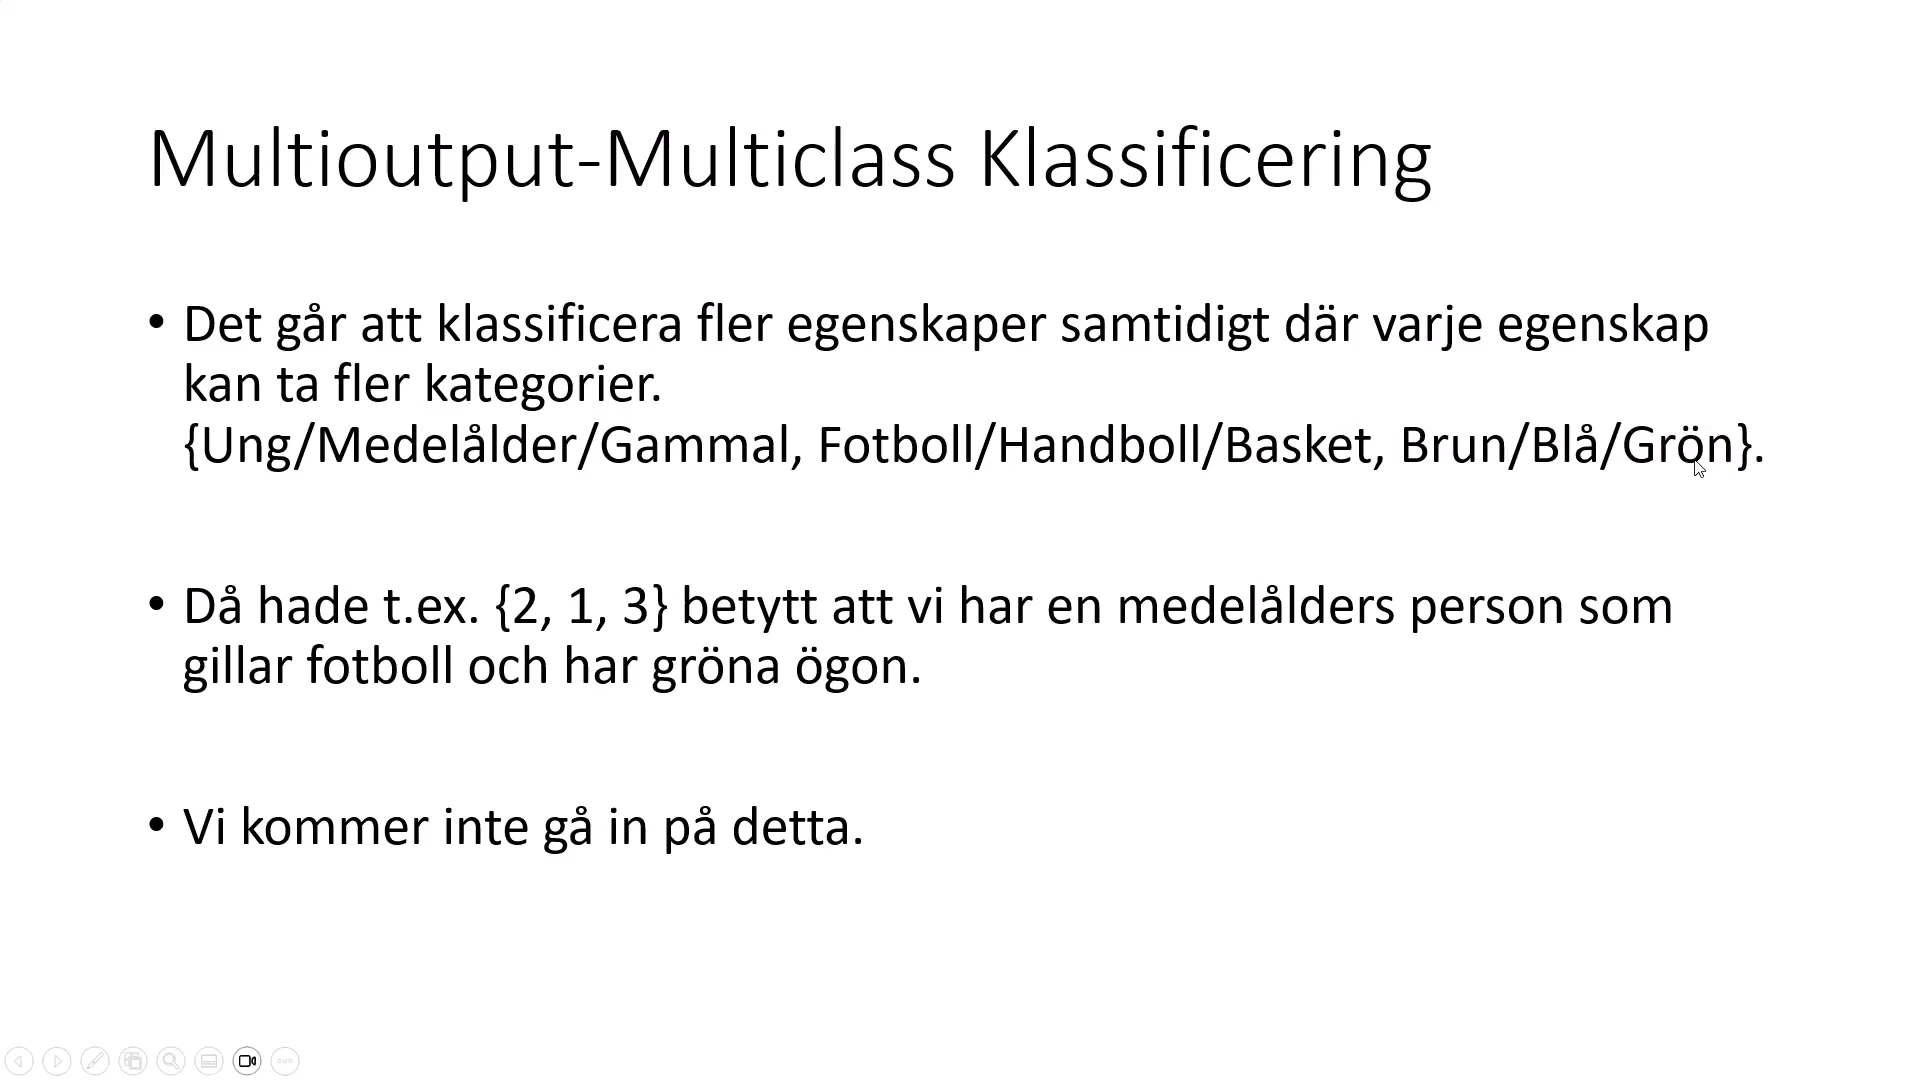 Multioutput-Multiclass Klassificering
• Det går att klassificera fler egenskaper samtidigt där varje egenskap
kan ta fler kategorier.
{Ung/Medelålder/Gammal, Fotboll/Handboll/Basket, Brun/Blå/Grön}.
• Då hade t.ex. {2, 1, 3} betytt att vi har en medelålders person som
gillar fotboll och har gröna ögon.
• Vi kommer inte gå in på detta.